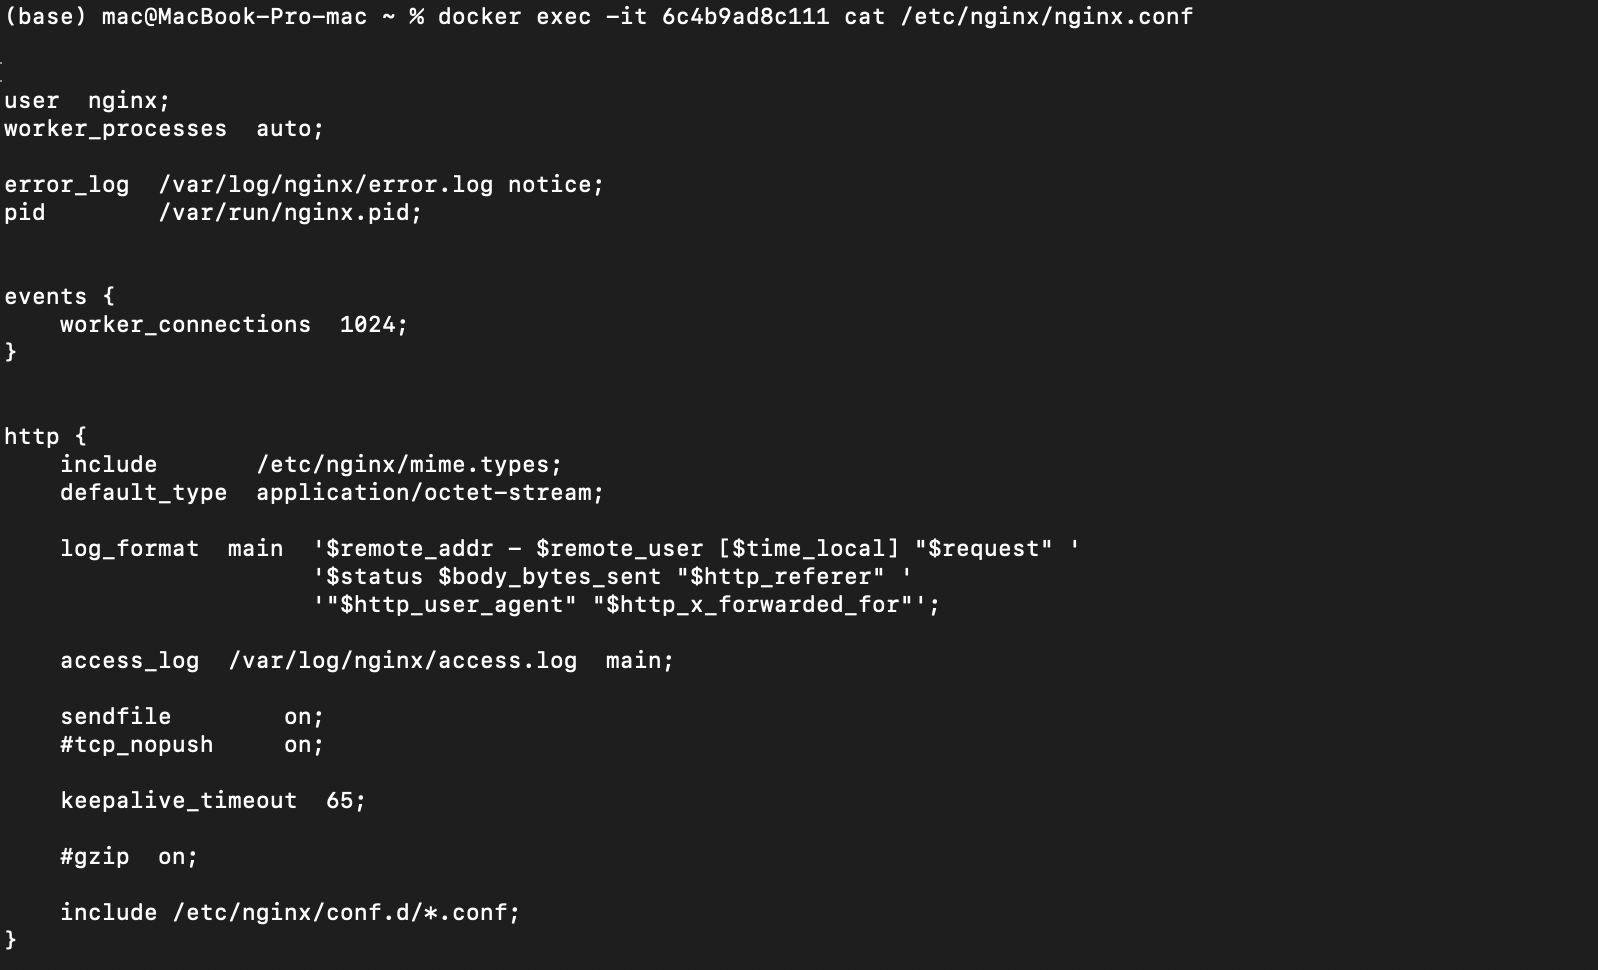 (base) mac@MacBook-Pro-mac ~ % docker exec -it 6c4b9ad8c111 cat /etc/nginx/nginx.conf
user  nginx;
worker_processes  auto;
error_log  /var/log/nginx/error.log notice;
pid        /var/run/nginx.pid;
events {
    worker_connections  1024;
}
http {
    include       /etc/nginx/mime.types;
    default_type  application/octet-stream;
    log_format  main  '$remote_addr - $remote_user [$time_local] "$request" '
                      '$status $body_bytes_sent "$http_referer" '
                      '"$http_user_agent" "$http_x_forwarded_for"';
    access_log  /var/log/nginx/access.log  main;
    sendfile        on;
    #tcp_nopush     on;
    keepalive_timeout  65;
    #gzip  on;
    include /etc/nginx/conf.d/*.conf;
}